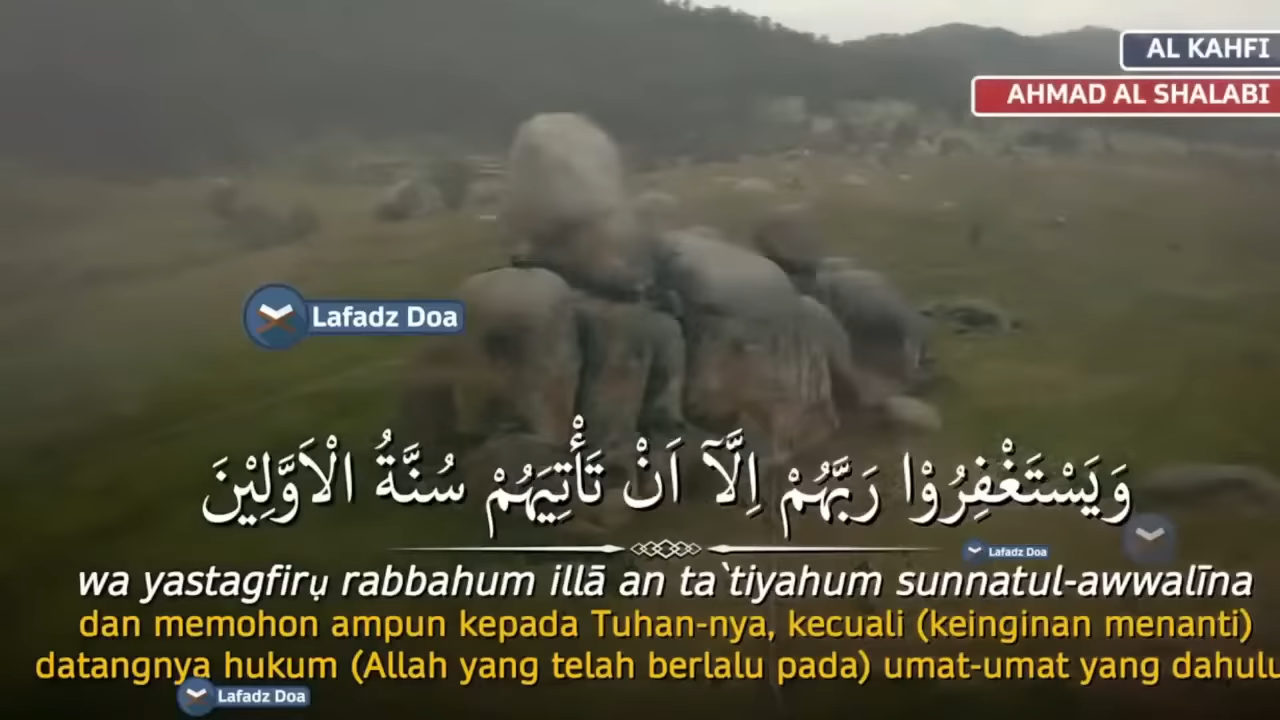 AL KAHFI
AHMAD AL SHALABI
Lafadz Doa
وَيَسْتَغْفِرُوْا رَبَّهُمْ اِلَّآ اَنْ تَأْتِيَهُمْ سُنَّةُ الْاَوَّلِيْنَ
Lafadz Doa
wa yastagfirụ rabbahum illā an ta`tiyahum sunnatul-awwalīna
dan memohon ampun kepada Tuhan-nya, kecuali (keinginan menanti)
datangnya hukum (Allah yang telah berlalu pada) umat-umat yang dahulu
Lafadz Doa